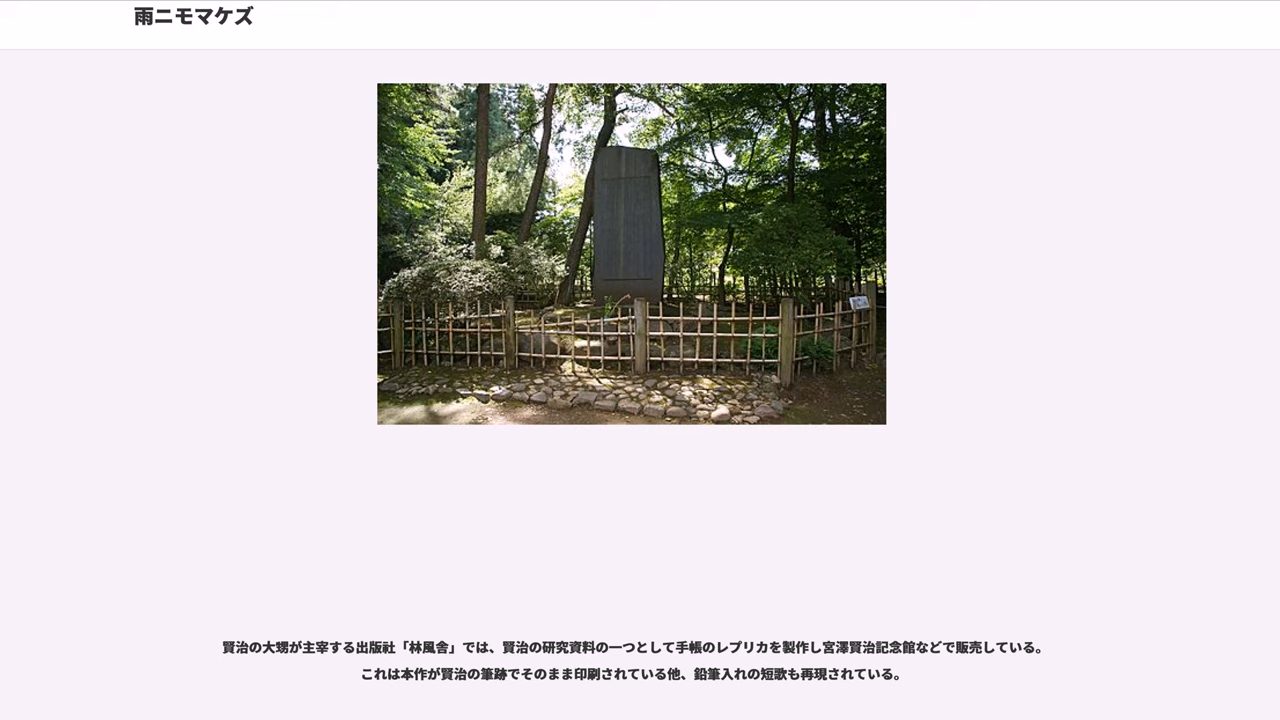 雨ニモマケズ
賢治の大甥が主宰する出版社「林風舎」では、賢治の研究資料の一つとして手帳のレプリカを製作し宮澤賢治記念館などで販売している。
これは本作が賢治の筆跡でそのまま印刷されている他、鉛筆入れの短歌も再現されている。